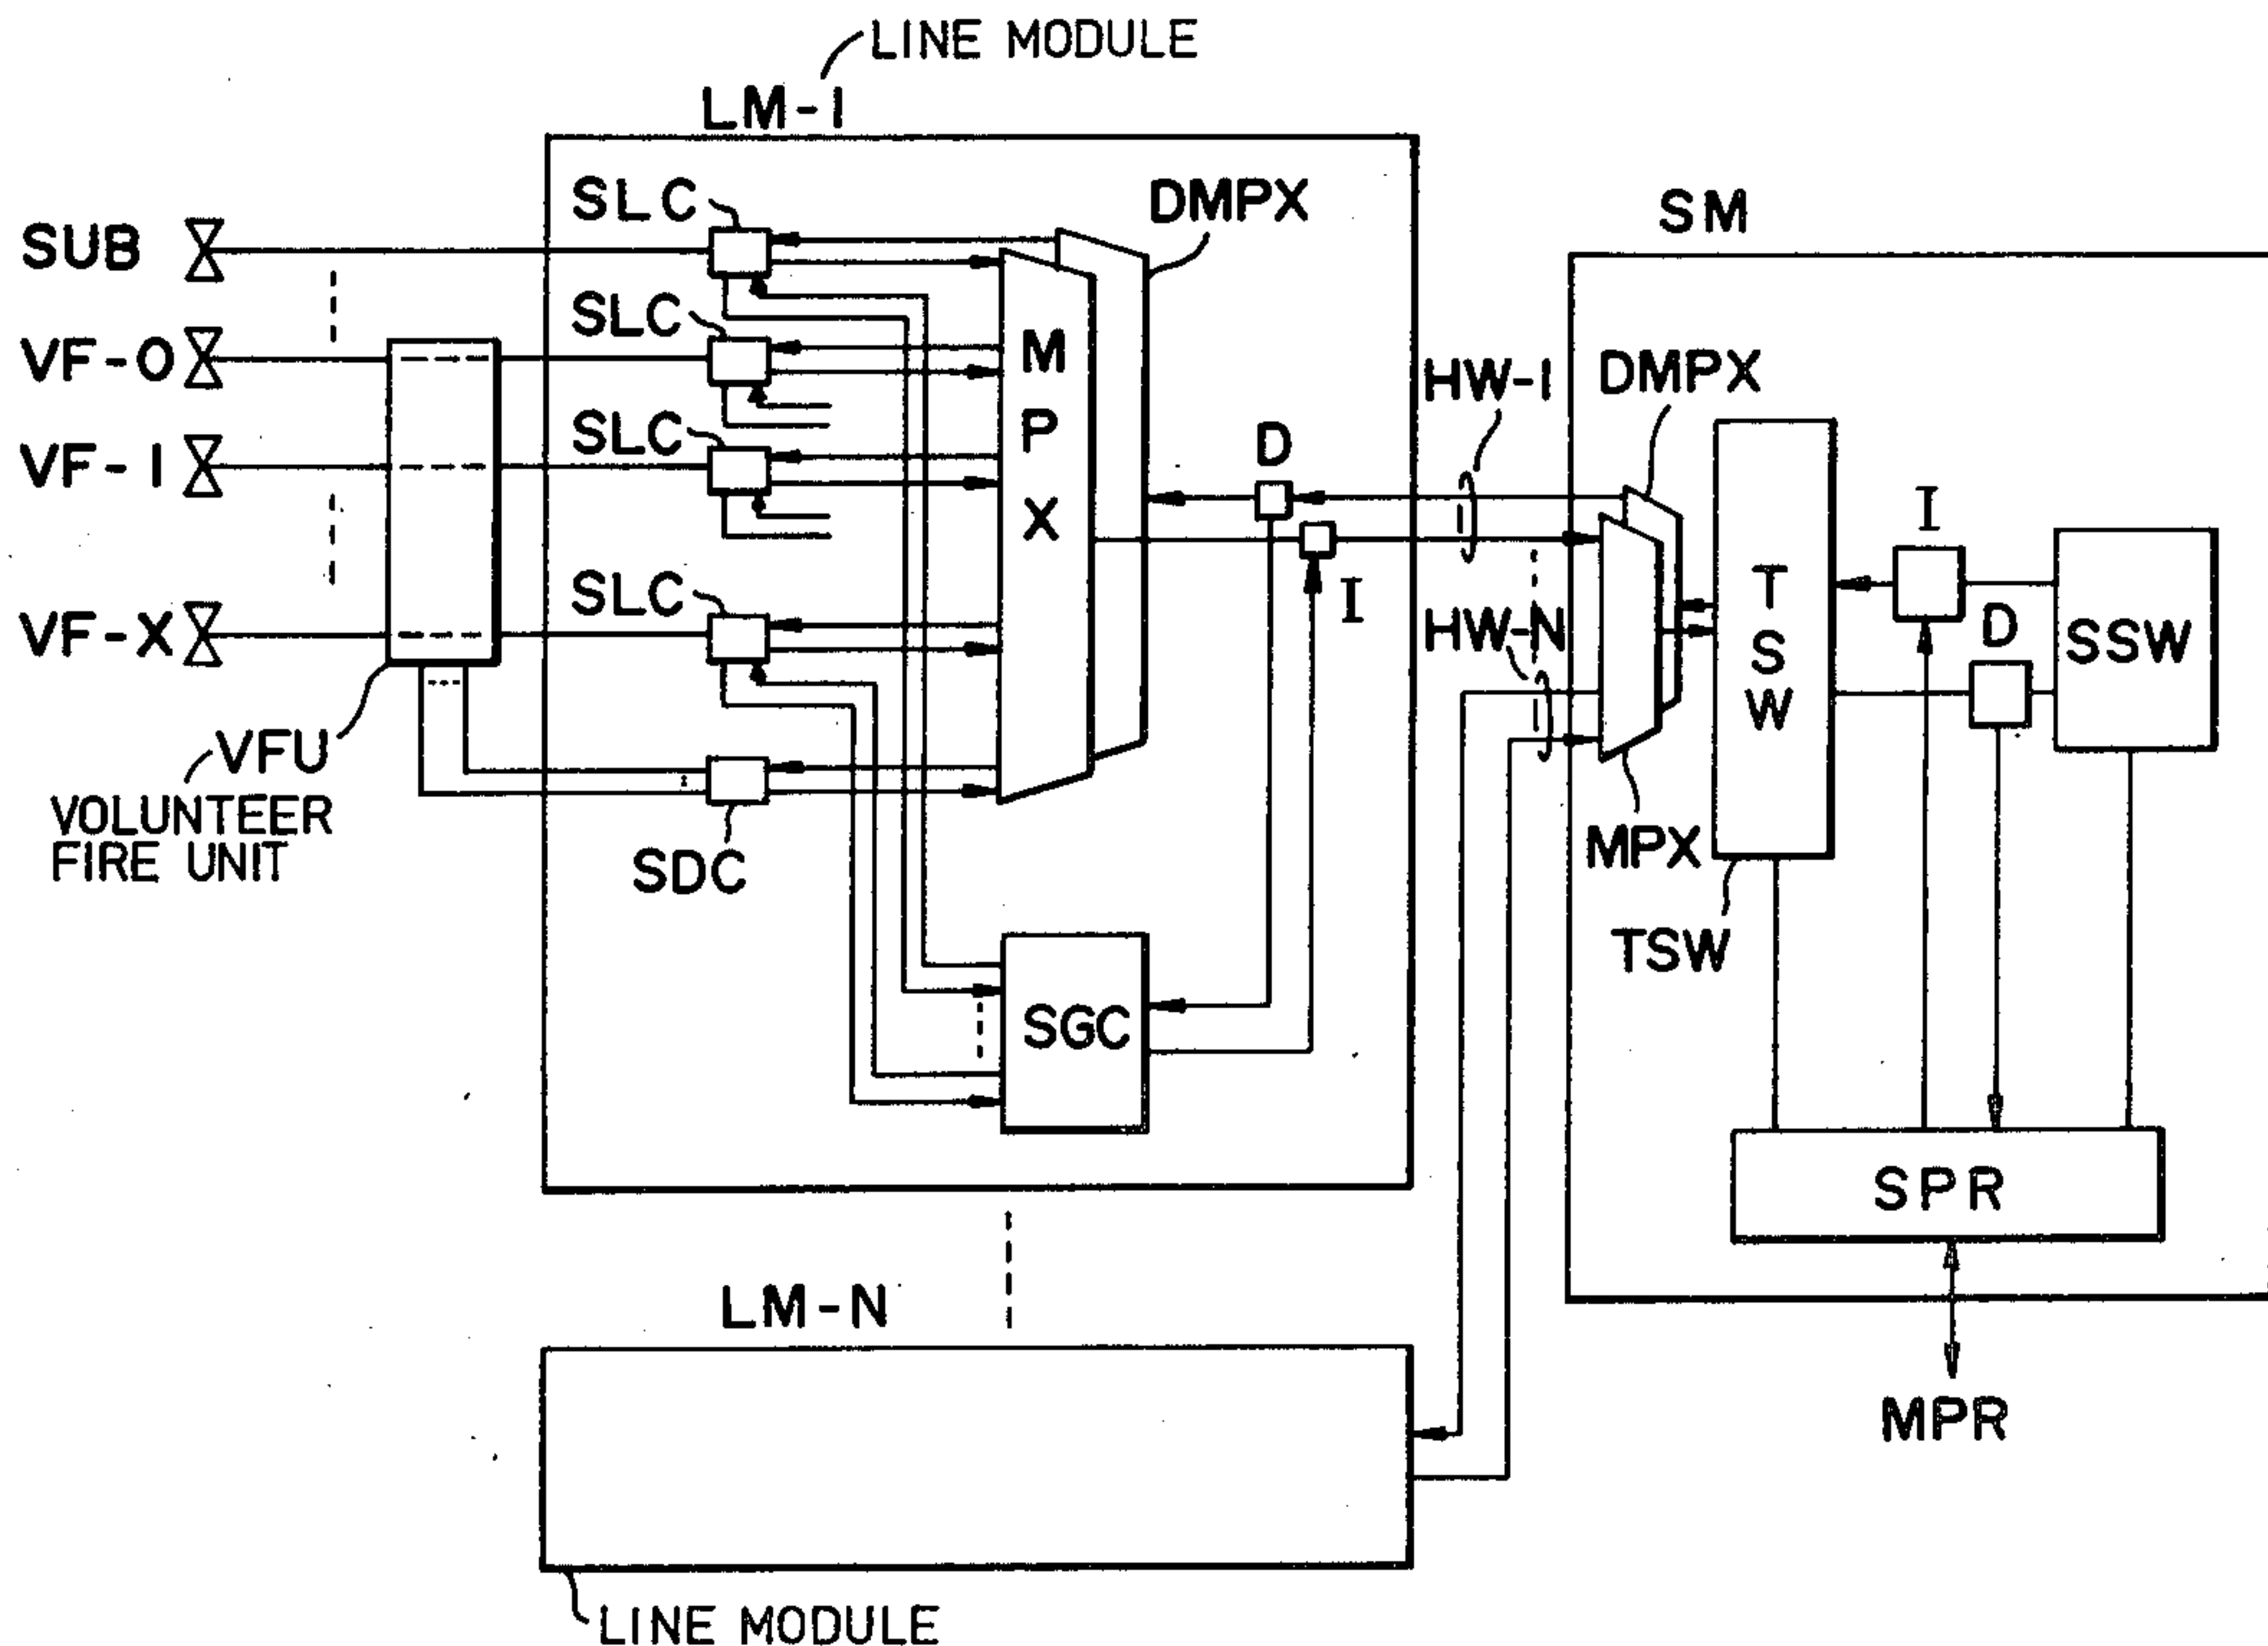 LINE MODULE
LM-1
SLC
DMPX
SM
SUB
SLC
VF-0
M
P
X
HW-1
DMPX
SLC
D
VF-1
I
I
T
S
W
SLC
HW-N
D
SSW
VF-X
VFU
VOLUNTEER
FIRE UNIT
SDC
MPX
TSW
SGC
SPR
LM-N
MPR
LINE MODULE